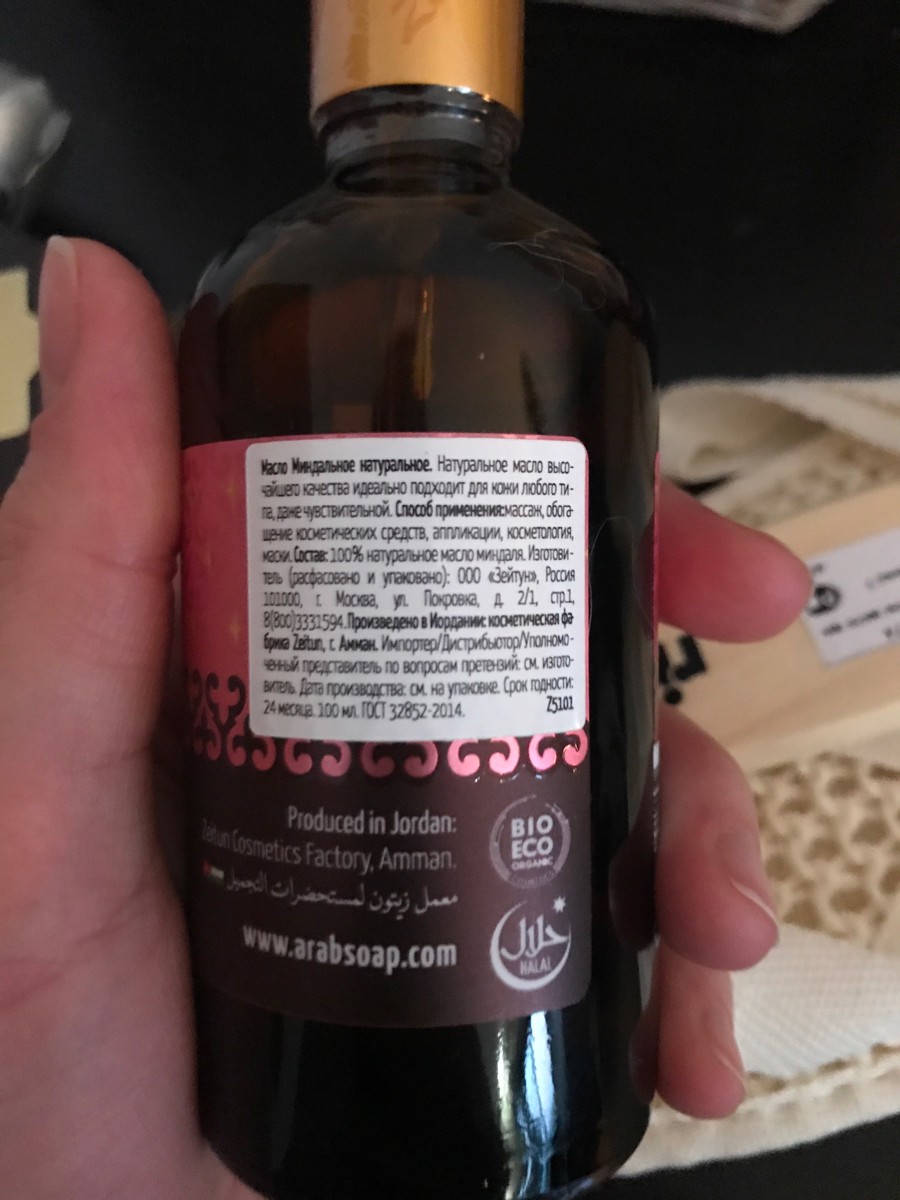 Масло Миндальное натуральное. Натуральное масло высо-
чайшего качества идеально подходит для кожи любого ти-
па, даже чувствительной. Способ применения:массаж, обога-
щение косметических средств, аппликации, косметология,
маски. Состав: 100% натуральное масло миндаля. Изготови-
тель (расфасовано и упаковано): ООО «Зейтун», Россия
101000, г. Москва, ул. Покровка, д. 2/1, стр.1,
8(800)3331594. Произведено в Иордании: косметическая фа-
брика Zeitun, г. Амман. Импортер/Дистрибьютор/Уполномо-
ченный представитель по вопросам претензий: см. изгото-
витель. Дата производства: см. на упаковке. Срок годности:
24 месяца. 100 мл. ГОСТ 32852-2014. Z5101
Produced in Jordan:
Zeitun Cosmetics Factory, Amman.
معمل زيتون لمستحضرات التجميل
www.arabsoap.com
BIO
ECO
ORGANIC
COSMETICS
حلال
HALAL